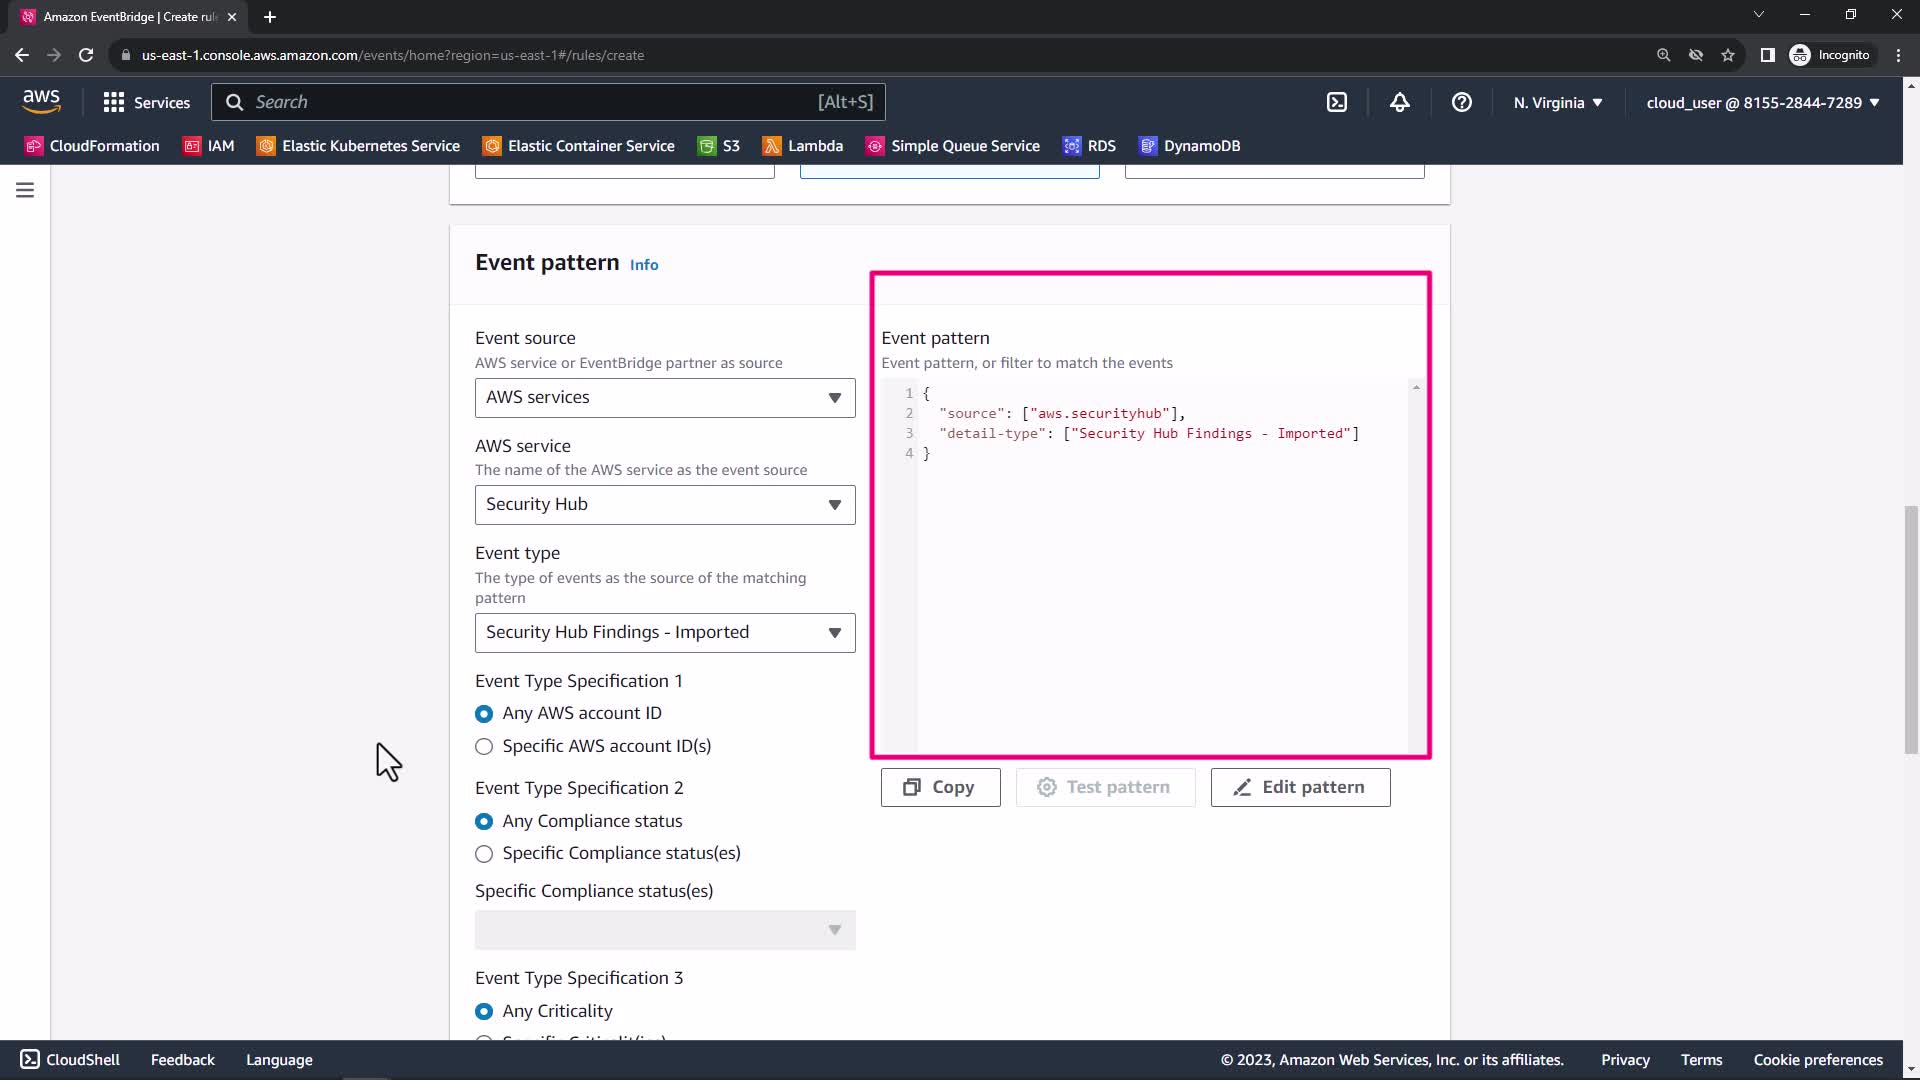 Amazon EventBridge | Create rul
us-east-1.console.aws.amazon.com/events/home?region=us-east-1#/rules/create
Incognito
aws
Services
Search
[Alt+S]
N. Virginia
cloud_user @ 8155-2844-7289
CloudFormation
IAM
Elastic Kubernetes Service
Elastic Container Service
S3
Lambda
Simple Queue Service
RDS
DynamoDB
Event pattern Info
Event source
AWS service or EventBridge partner as source
AWS services
AWS service
The name of the AWS service as the event source
Security Hub
Event type
The type of events as the source of the matching
pattern
Security Hub Findings - Imported
Event Type Specification 1
Any AWS account ID
Specific AWS account ID(s)
Event Type Specification 2
Any Compliance status
Specific Compliance status(es)
Specific Compliance status(es)
Event Type Specification 3
Any Criticality
Event pattern
Event pattern, or filter to match the events
1 {
2 "source": ["aws.securityhub"],
3 "detail-type": ["Security Hub Findings - Imported"]
4 }
Copy
Test pattern
Edit pattern
CloudShell
Feedback
Language
© 2023, Amazon Web Services, Inc. or its affiliates.
Privacy
Terms
Cookie preferences